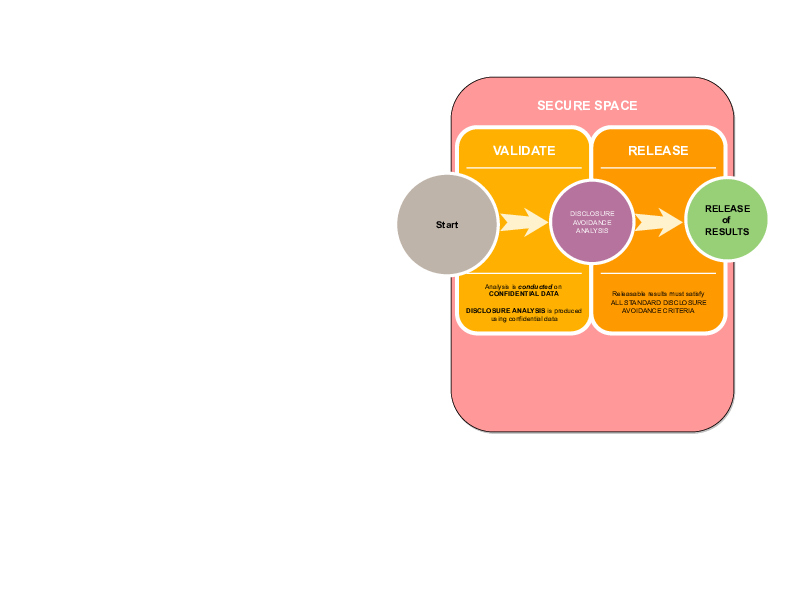 SECURE SPACE
VALIDATE
RELEASE
Start
DISCLOSURE
AVOIDANCE
ANALYSIS
RELEASE
of
RESULTS
Analysis is conducted on
CONFIDENTIAL DATA
DISCLOSURE ANALYSIS is produced
using confidential data
Releasable results must satisfy
ALL STANDARD DISCLOSURE
AVOIDANCE CRITERIA